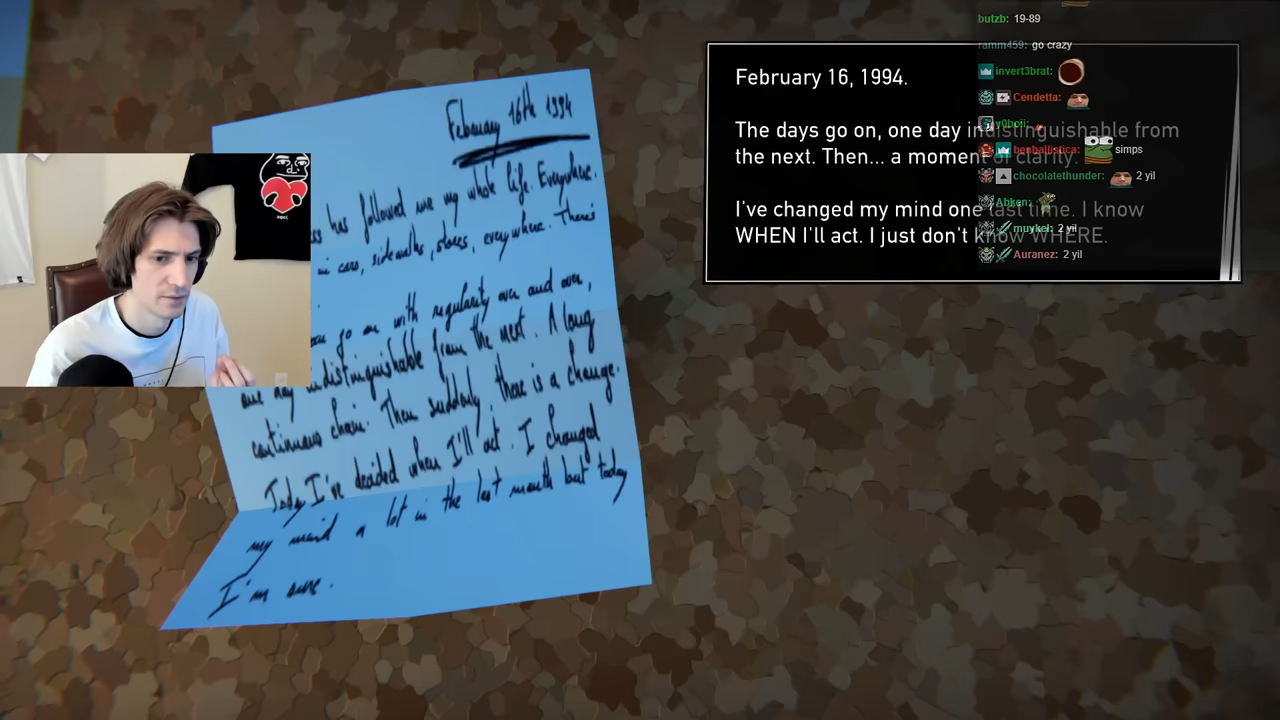 February 16th 1994
has followed me my whole life. Everywhere.
in cars, sidewalks, stores, everywhere. There's
go on with regularity over and over,
one day indistinguishable from the next. A long
continuous chain. Then suddenly, there is a change.
Today I've decided when I'll act. I changed
my mind a lot in the last month but today
I'm sure.
February 16, 1994.
The days go on, one day indistinguishable from
the next. Then... a moment of clarity.
I've changed my mind one last time. I know
WHEN I'll act. I just don't know WHERE.
butzb: 19-89
ramm459: go crazy
invert3brat:
Cendetta:
y0boii:
benballistica: simps
chocolatethunder: 2 yil
Abken:
muykel: 2 yil
Auranez: 2 yil